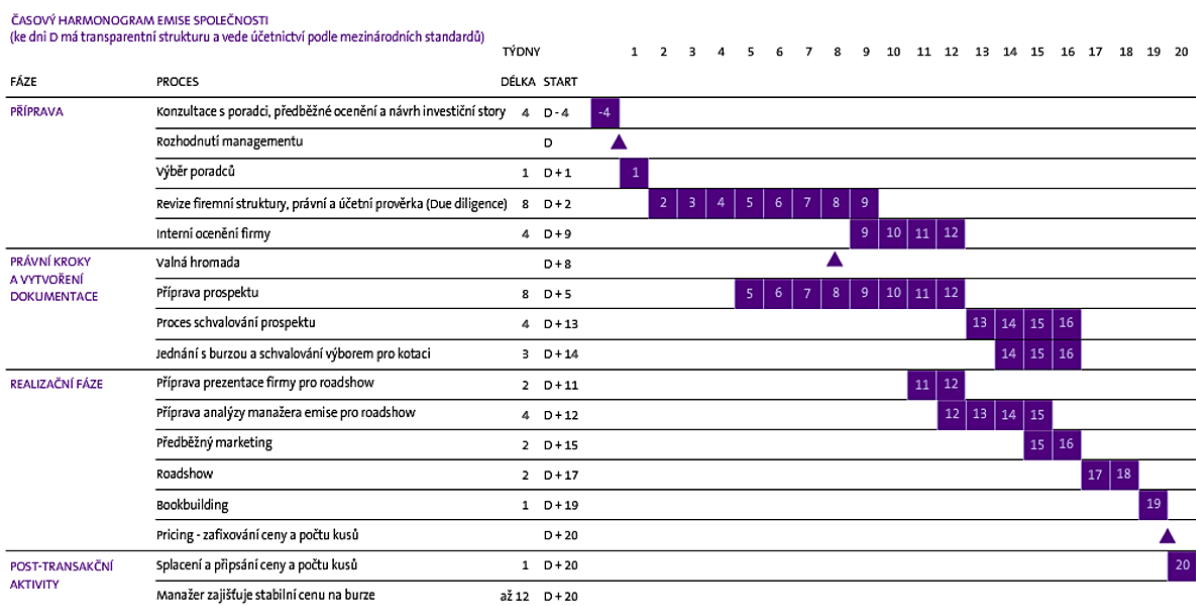 ČASOVÝ HARMONOGRAM EMISE SPOLEČNOSTI
(ke dni D má transparentní strukturu a vede účetnictví podle mezinárodních standardů)
TÝDNY 1 2 3 4 5 6 7 8 9 10 11 12 13 14 15 16 17 18 19 20
FÁZE PROCES DÉLKA START
PŘÍPRAVA Konzultace s poradci, předběžné ocenění a návrh investiční story 4 D - 4 -4
Rozhodnutí managementu D
Výběr poradců 1 D + 1 1
Revize firemní struktury, právní a účetní prověrka (Due diligence) 8 D + 2 2 3 4 5 6 7 8 9
Interní ocenění firmy 4 D + 9 9 10 11 12
PRÁVNÍ KROKY Valná hromada D + 8
A VYTVOŘENÍ
DOKUMENTACE Příprava prospektu 8 D + 5 5 6 7 8 9 10 11 12
Proces schvalování prospektu 4 D + 13 13 14 15 16
Jednání s burzou a schvalování výborem pro kotaci 3 D + 14 14 15 16
REALIZAČNÍ FÁZE Příprava prezentace firmy pro roadshow 2 D + 11 11 12
Příprava analýzy manažera emise pro roadshow 4 D + 12 12 13 14 15
Předběžný marketing 2 D + 15 15 16
Roadshow 2 D + 17 17 18
Bookbuilding 1 D + 19 19
Pricing - zafixování ceny a počtu kusů D + 20
POST-TRANSAKČNÍ Splacení a připsání ceny a počtu kusů 1 D + 20 20
AKTIVITY
Manažer zajišťuje stabilní cenu na burze až 12 D + 20